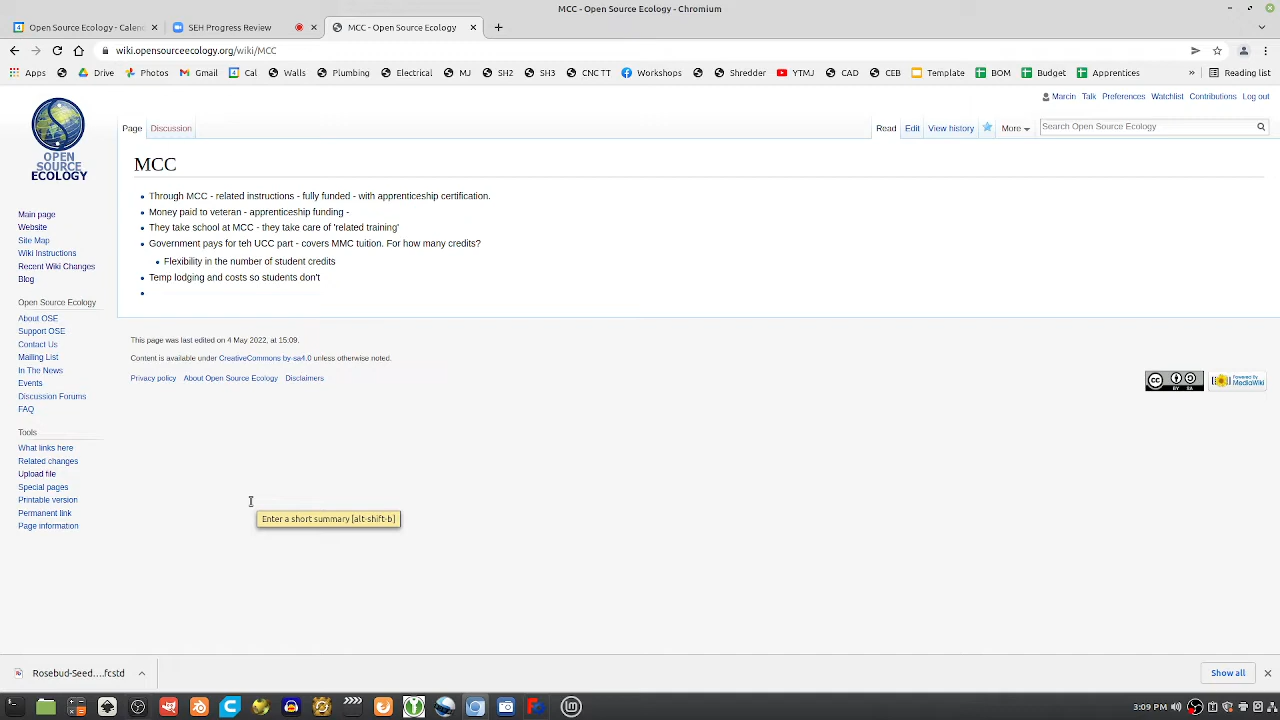 MCC - Open Source Ecology - Chromium
Open Source Ecology - Calen
SEH Progress Review
MCC - Open Source Ecology
wiki.opensourceecology.org/wiki/MCC
Apps Drive Photos Gmail Cal Walls Plumbing Electrical MJ SH2 SH3 CNC TT Workshops Shredder YTMJ CAD CEB Template BOM Budget Apprentices » Reading list
Marcin Talk Preferences Watchlist Contributions Log out
OPEN
SOURCE
ECOLOGY
Page Discussion Read Edit View history More Search Open Source Ecology
MCC
Through MCC - related instructions - fully funded - with apprenticeship certification.
Money paid to veteran - apprenticeship funding -
They take school at MCC - they take care of 'related training'
Government pays for teh UCC part - covers MMC tuition. For how many credits?
Flexibility in the number of student credits
Temp lodging and costs so students don't
This page was last edited on 4 May 2022, at 15:09.
Content is available under CreativeCommons by-sa4.0 unless otherwise noted.
Privacy policy About Open Source Ecology Disclaimers
CC BY SA
Powered By MediaWiki
Main page
Website
Site Map
Wiki Instructions
Recent Wiki Changes
Blog
Open Source Ecology
About OSE
Support OSE
Contact Us
Mailing List
In The News
Events
Discussion Forums
FAQ
Tools
What links here
Related changes
Upload file
Special pages
Printable version
Permanent link
Page information
Enter a short summary [alt-shift-b]
Rosebud-Seed....fcstd
Show all
3:09 PM